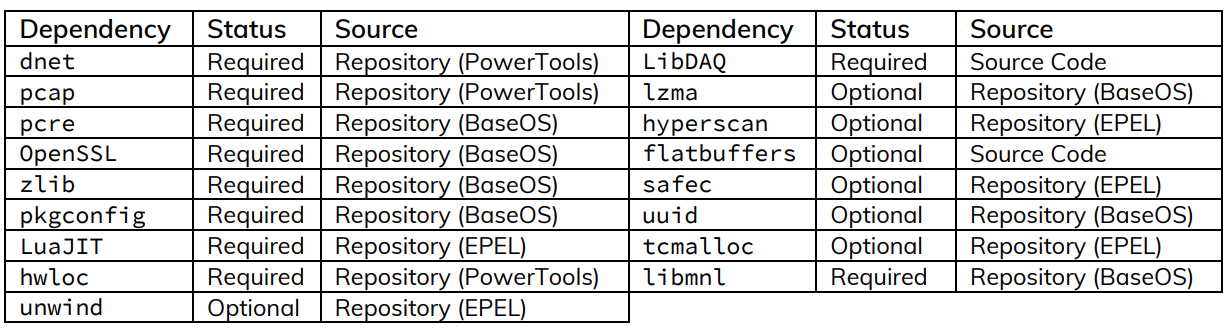 Dependency Status Source Dependency Status Source
dnet Required Repository (PowerTools) LibDAQ Required Source Code
pcap Required Repository (PowerTools) lzma Optional Repository (BaseOS)
pcre Required Repository (BaseOS) hyperscan Optional Repository (EPEL)
OpenSSL Required Repository (BaseOS) flatbuffers Optional Source Code
zlib Required Repository (BaseOS) safec Optional Repository (EPEL)
pkgconfig Required Repository (BaseOS) uuid Optional Repository (BaseOS)
LuaJIT Required Repository (EPEL) tcmalloc Optional Repository (EPEL)
hwloc Required Repository (PowerTools) libmnl Required Repository (BaseOS)
unwind Optional Repository (EPEL)